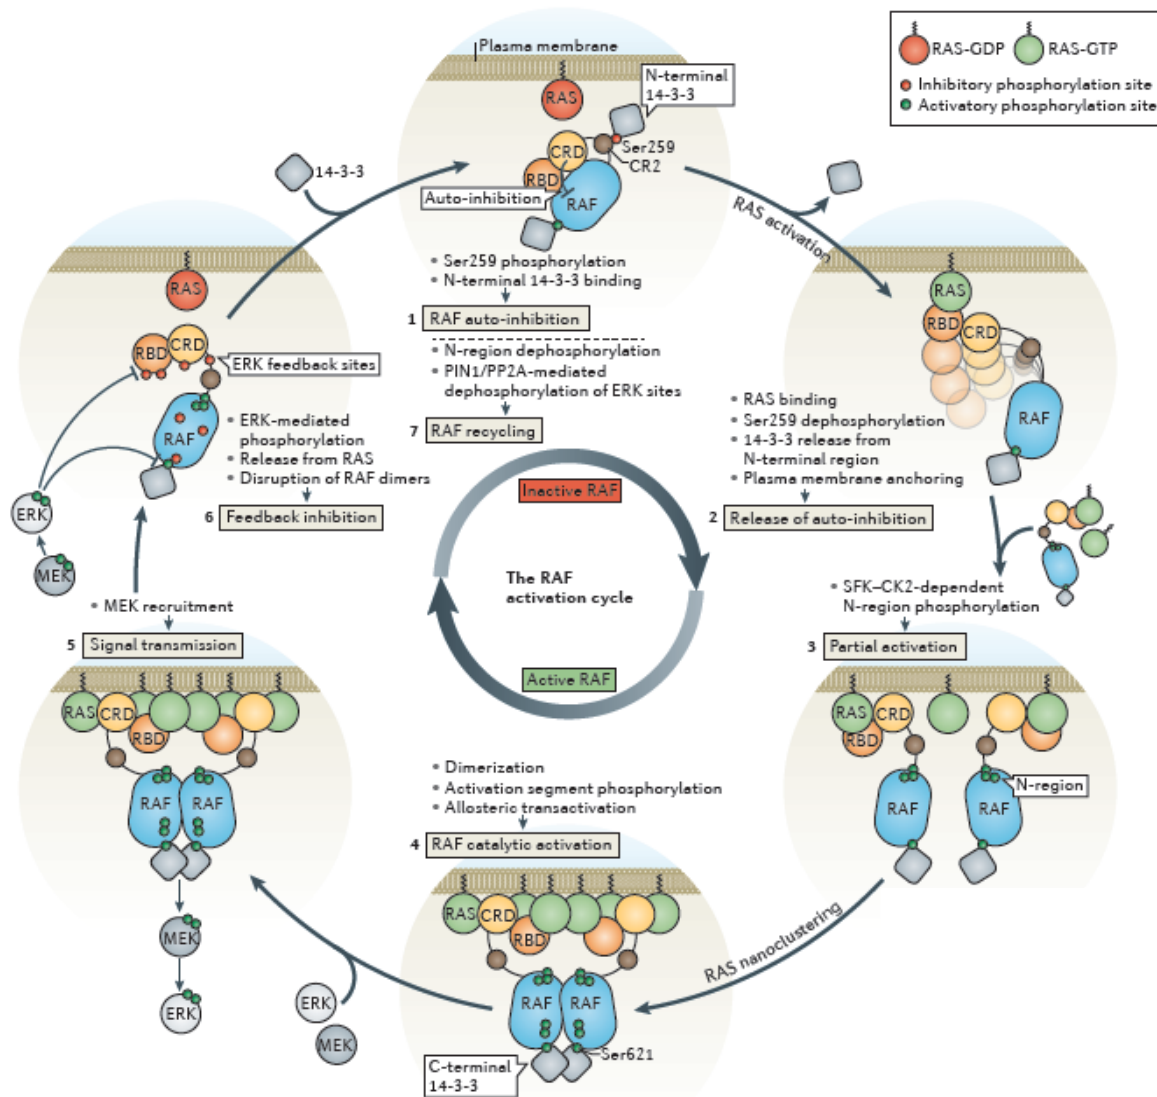 Plasma membrane
RAS-GDP
RAS-GTP
Inhibitory phosphorylation site
Activatory phosphorylation site
N-terminal
14-3-3
RAS
CRD
Ser259
CR2
RBD
Auto-inhibition
RAF
14-3-3
RAS activation
• Ser259 phosphorylation
• N-terminal 14-3-3 binding
1 RAF auto-inhibition
• N-region dephosphorylation
• PIN1/PP2A-mediated
dephosphorylation of ERK sites
7 RAF recycling
RAS
RBD
CRD
RAF
• RAS binding
• Ser259 dephosphorylation
• 14-3-3 release from
N-terminal region
• Plasma membrane anchoring
2 Release of auto-inhibition
RAS
RBD
CRD
ERK feedback sites
RAF
• ERK-mediated
phosphorylation
• Release from RAS
• Disruption of RAF dimers
6 Feedback inhibition
ERK
MEK
Inactive RAF
The RAF
activation cycle
Active RAF
• SFK–CK2-dependent
N-region phosphorylation
3 Partial activation
RAS
CRD
RBD
N-region
RAF
RAF
RAS nanoclustering
• Dimerization
• Activation segment phosphorylation
• Allosteric transactivation
4 RAF catalytic activation
RAS
CRD
RBD
RAF
RAF
Ser621
C-terminal
14-3-3
ERK
MEK
• MEK recruitment
5 Signal transmission
RAS
CRD
RBD
RAF
RAF
MEK
ERK